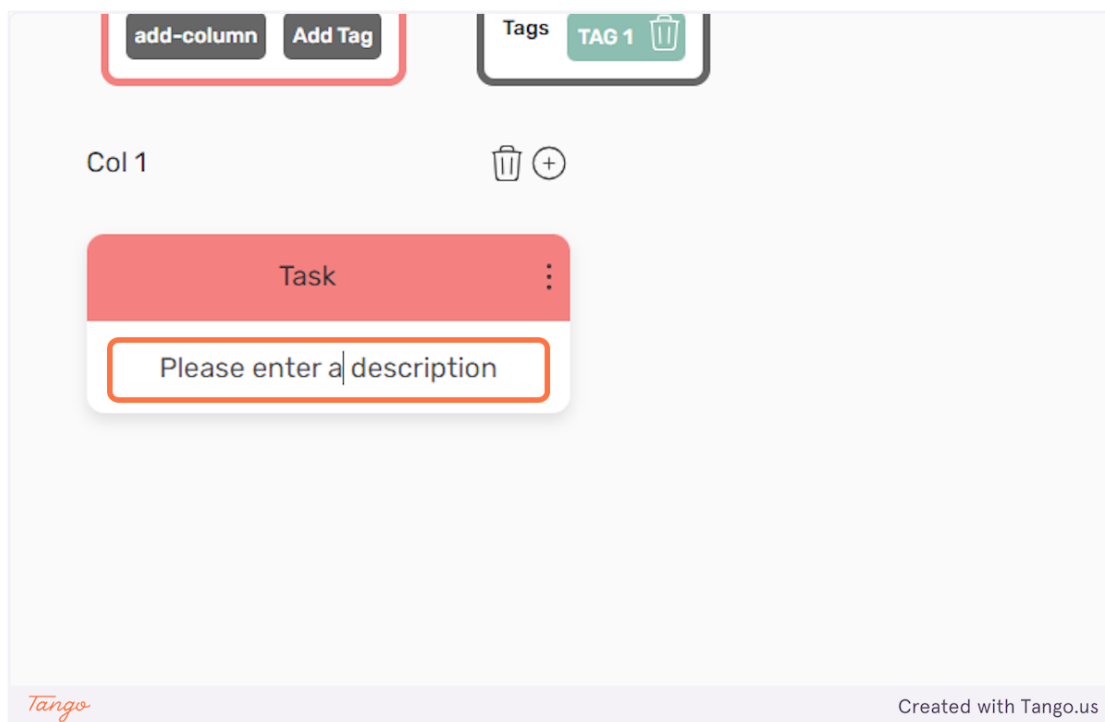 add-column Add Tag Tags TAG 1
Col 1
Task
Please enter a description
Tango Created with Tango.us